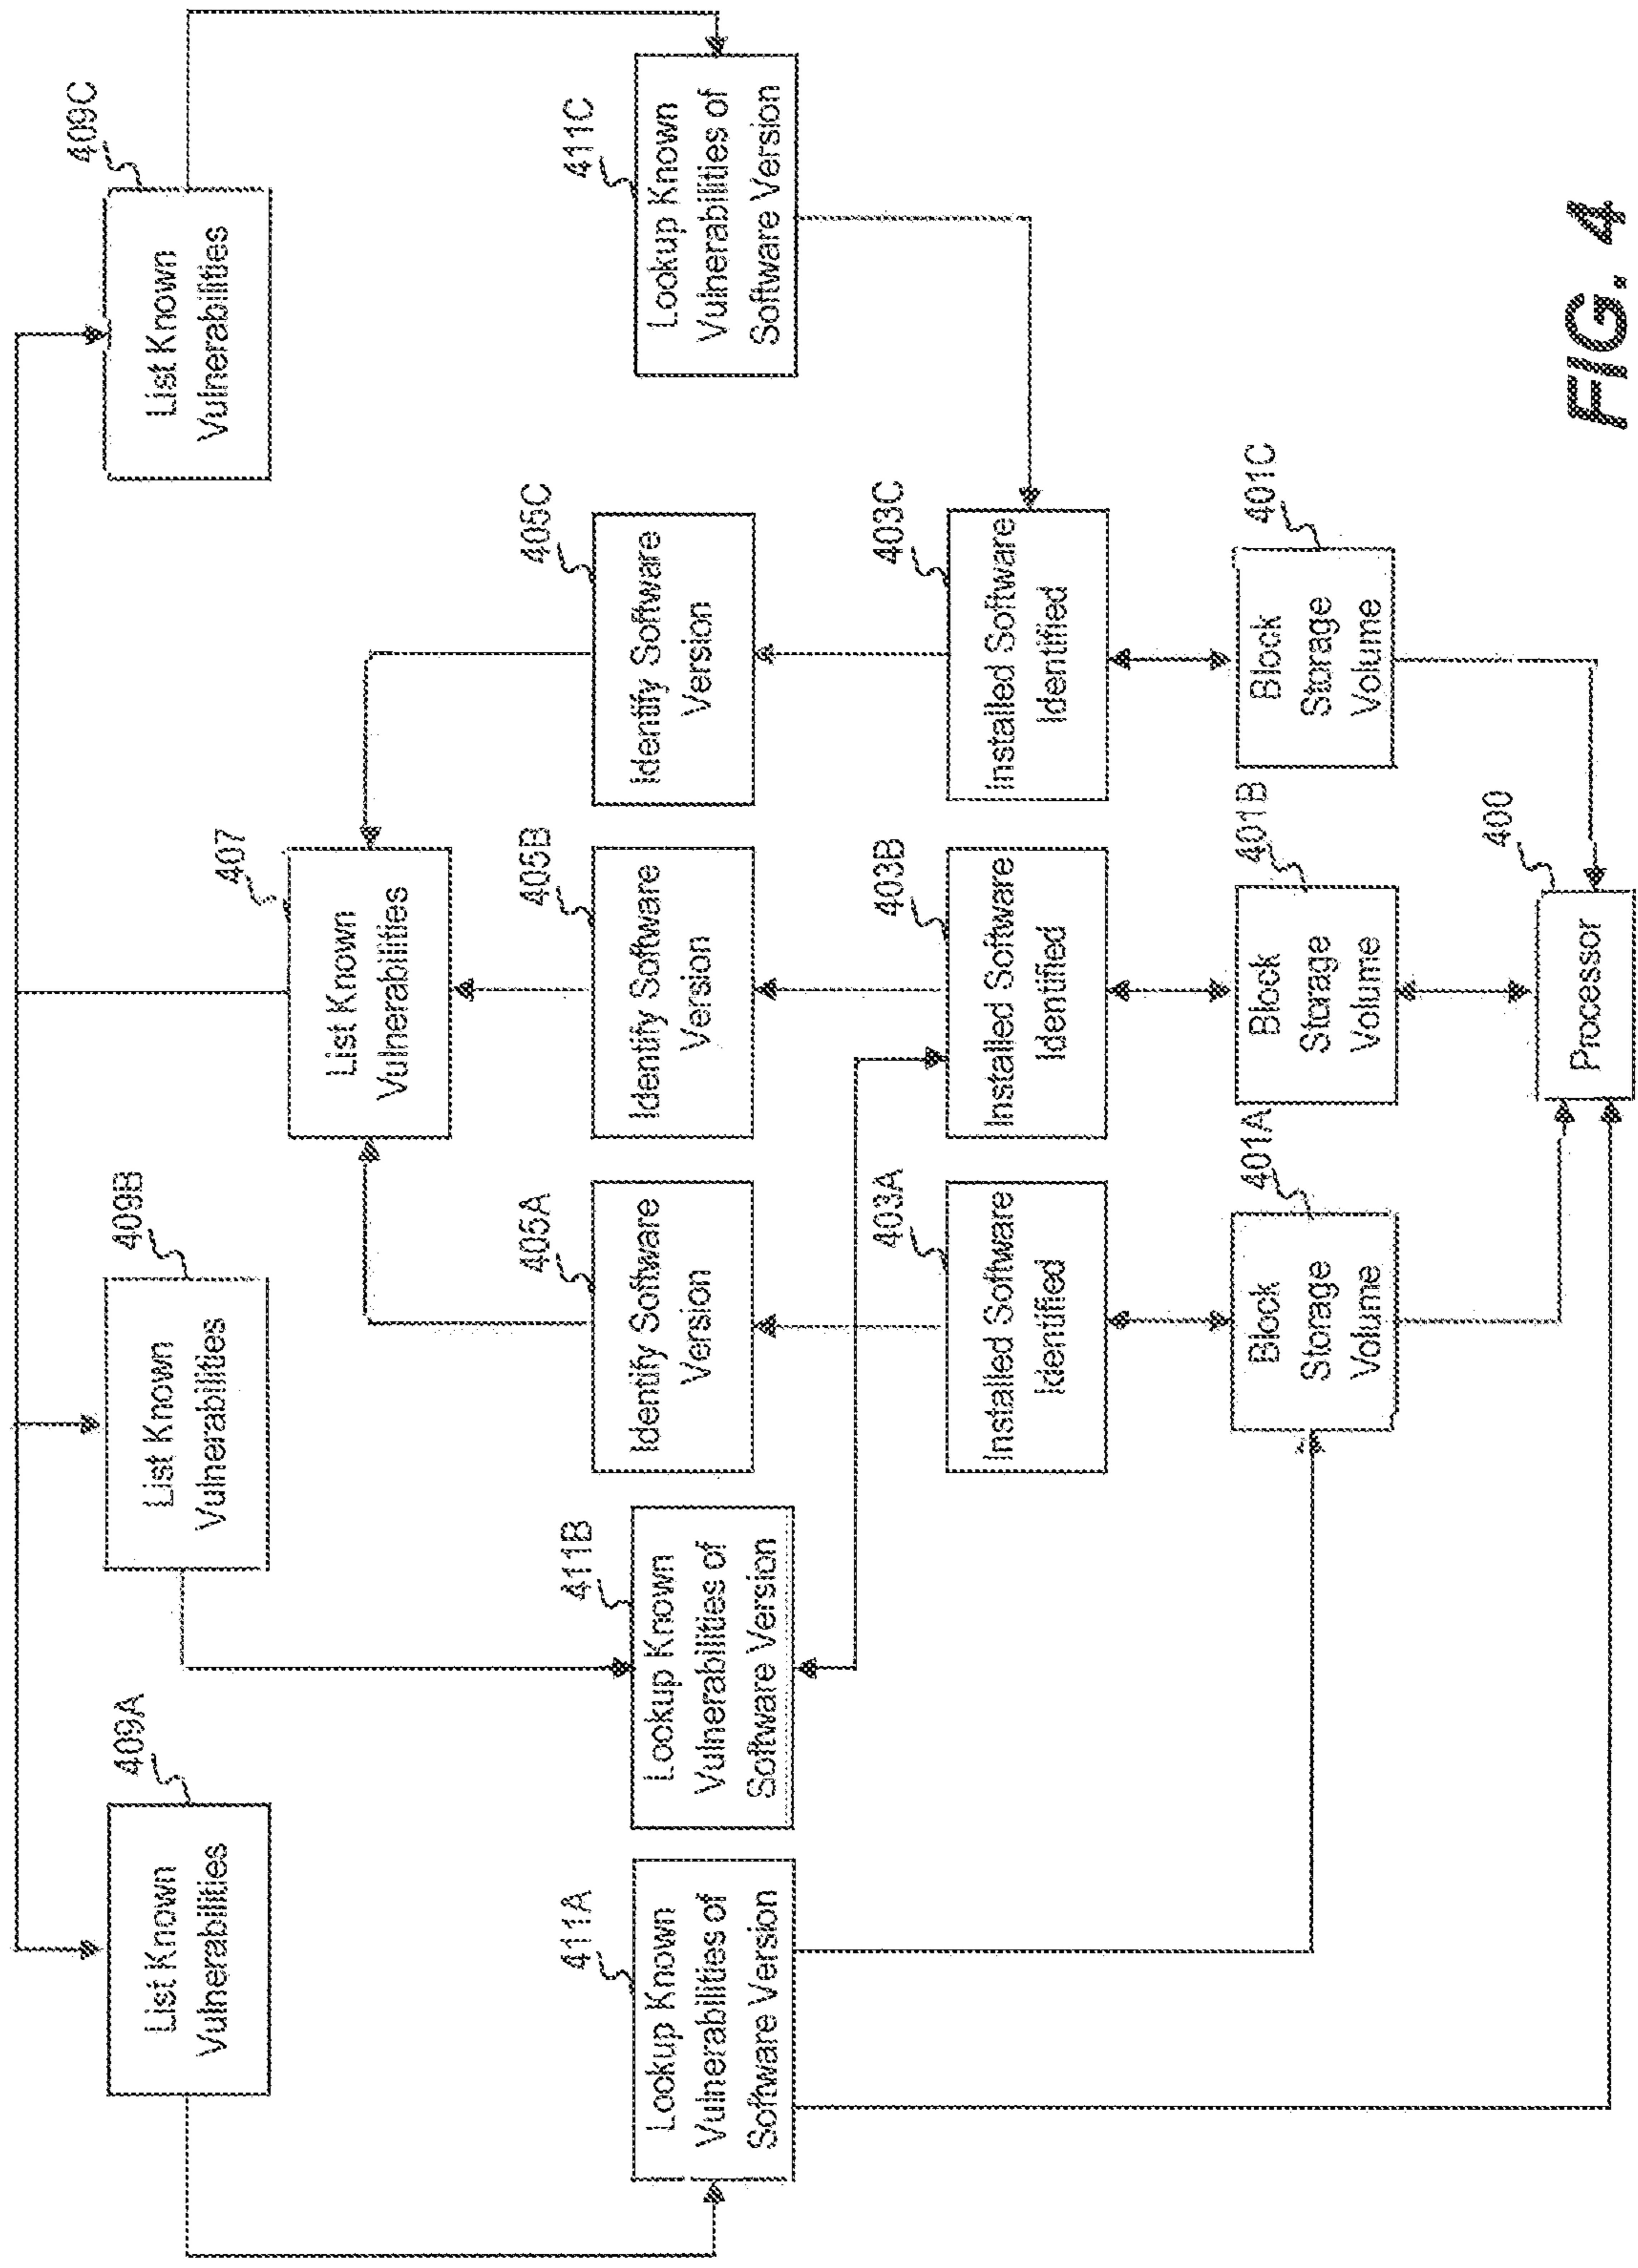 409A
List Known
Vulnerabilities
409B
List Known
Vulnerabilities
409C
List Known
Vulnerabilities
407
List Known
Vulnerabilities
411A
Lookup Known
Vulnerabilities of
Software Version
411B
Lookup Known
Vulnerabilities of
Software Version
405A
Identify Software
Version
405B
Identify Software
Version
405C
Identify Software
Version
411C
Lookup Known
Vulnerabilities of
Software Version
403A
Installed Software
Identified
403B
Installed Software
Identified
403C
Installed Software
Identified
401A
Block
Storage
Volume
401B
Block
Storage
Volume
401C
Block
Storage
Volume
400
Processor
FIG. 4